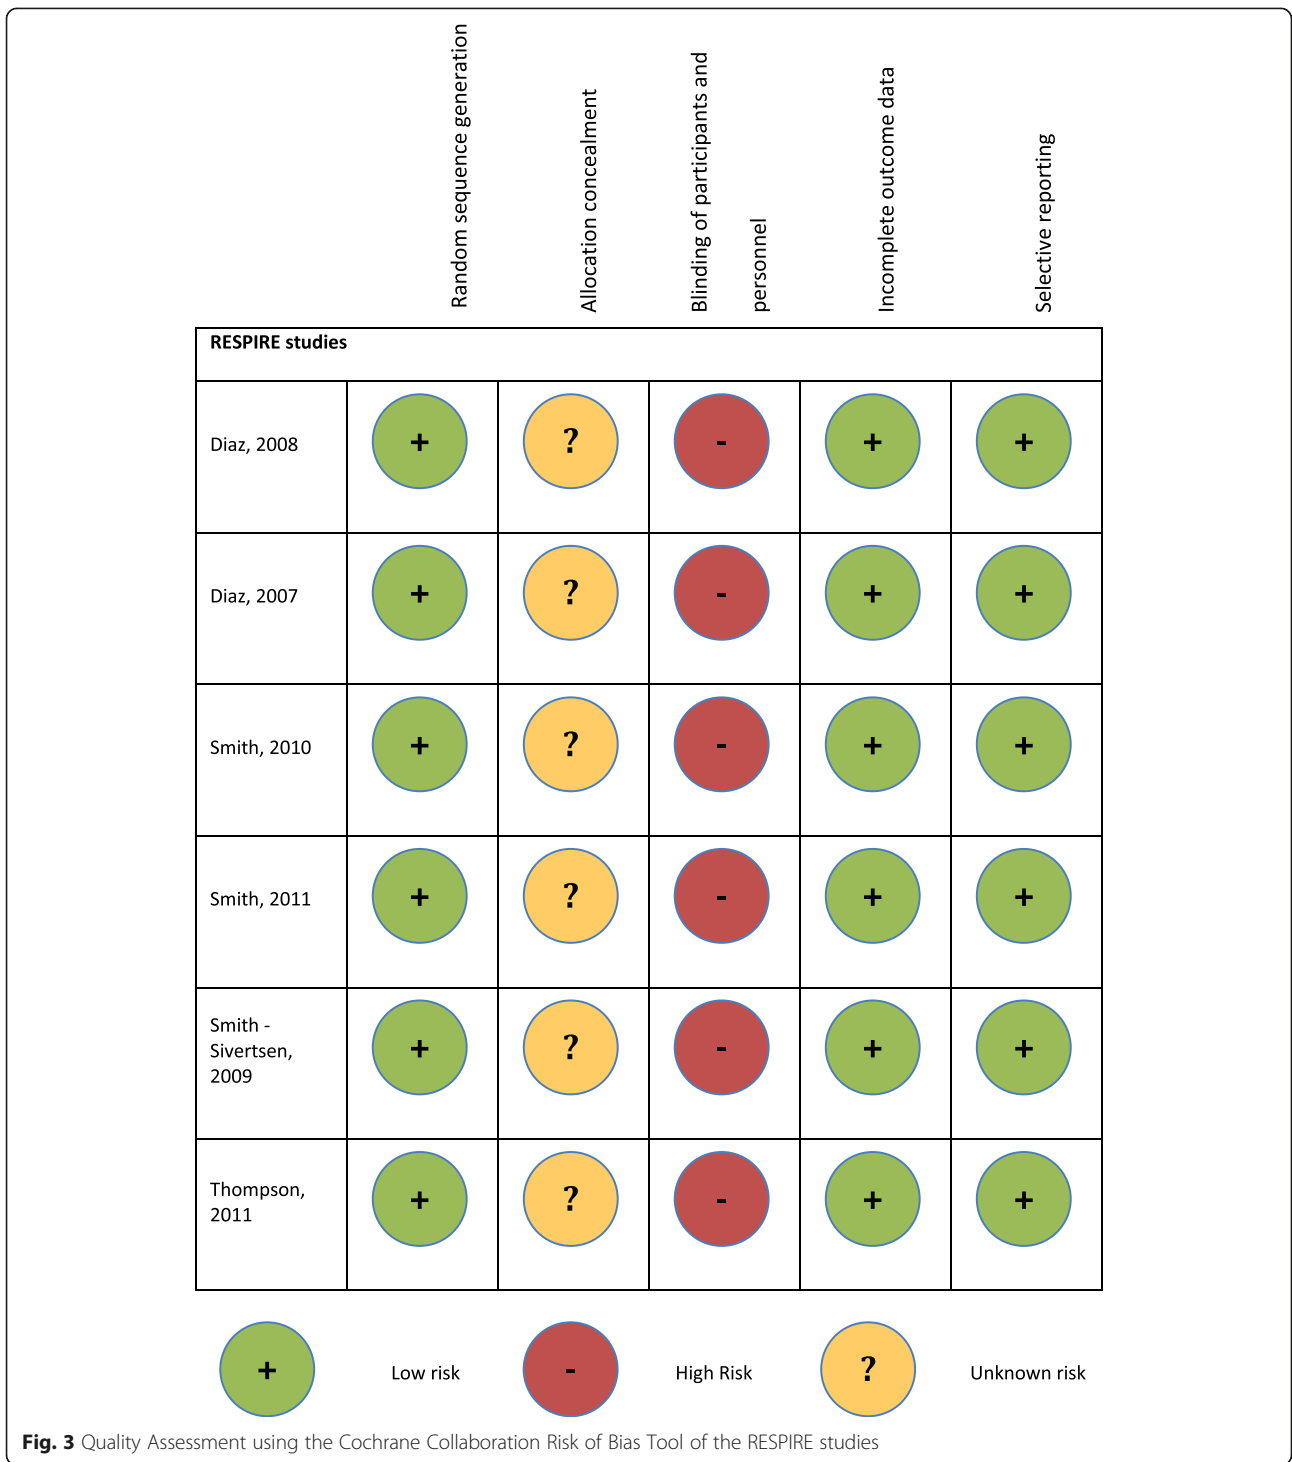 Random sequence generation
Allocation concealment
Blinding of participants and
personnel
Incomplete outcome data
Selective reporting
RESPIRE studies
Diaz, 2008
+
?
-
+
+
Diaz, 2007
+
?
-
+
+
Smith, 2010
+
?
-
+
+
Smith, 2011
+
?
-
+
+
Smith -
Sivertsen,
2009
+
?
-
+
+
Thompson,
2011
+
?
-
+
+
+ Low risk - High Risk ? Unknown risk
Fig. 3 Quality Assessment using the Cochrane Collaboration Risk of Bias Tool of the RESPIRE studies